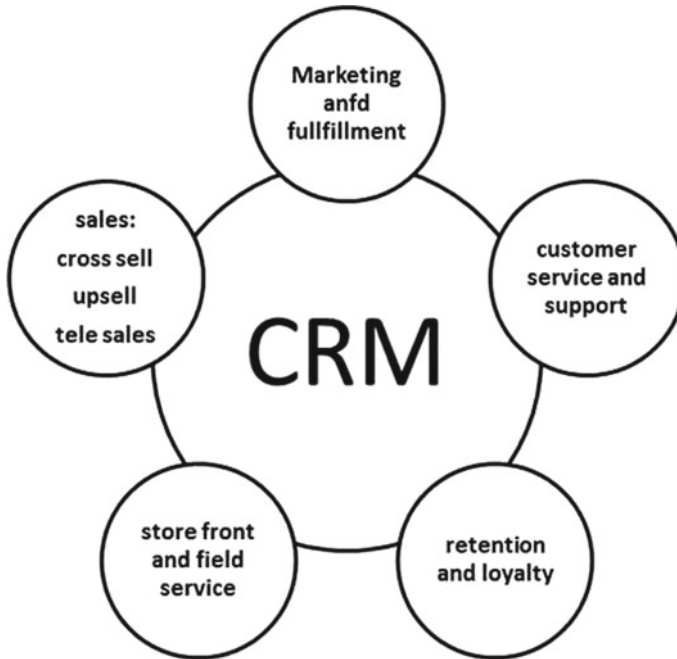 Marketing
anfd
fullfillment
sales:
cross sell
upsell
tele sales
customer
service and
support
CRM
store front
and field
service
retention
and loyalty